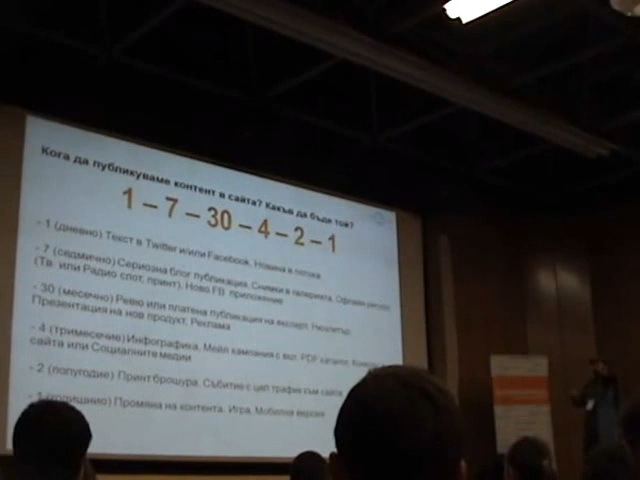 Кога да публикуваме контент в сайта? Какъв да бъде той?
1 – 7 – 30 – 4 – 2 – 1
- 1 (дневно) Текст в Twitter и/или Facebook, Новина в потока
- 7 (седмично) Сериозна блог публикация, Снимки в галерията, Офлайн
(Тв или Радио спот, принт), Ново FB приложение
- 30 (месечно) Ревю или платена публикация на експерт,
Презентация на нов продукт, Реклама
- 4 (тримесечие) Инфографика, Мейл кампания с вкл. PDF каталог,
сайта или Социалните медии
- 2 (полугодие) Принт брошура, Събитие с цел трафик към сайта
- 1 (годишно) Промяна на контента, Игра, Мобилна версия